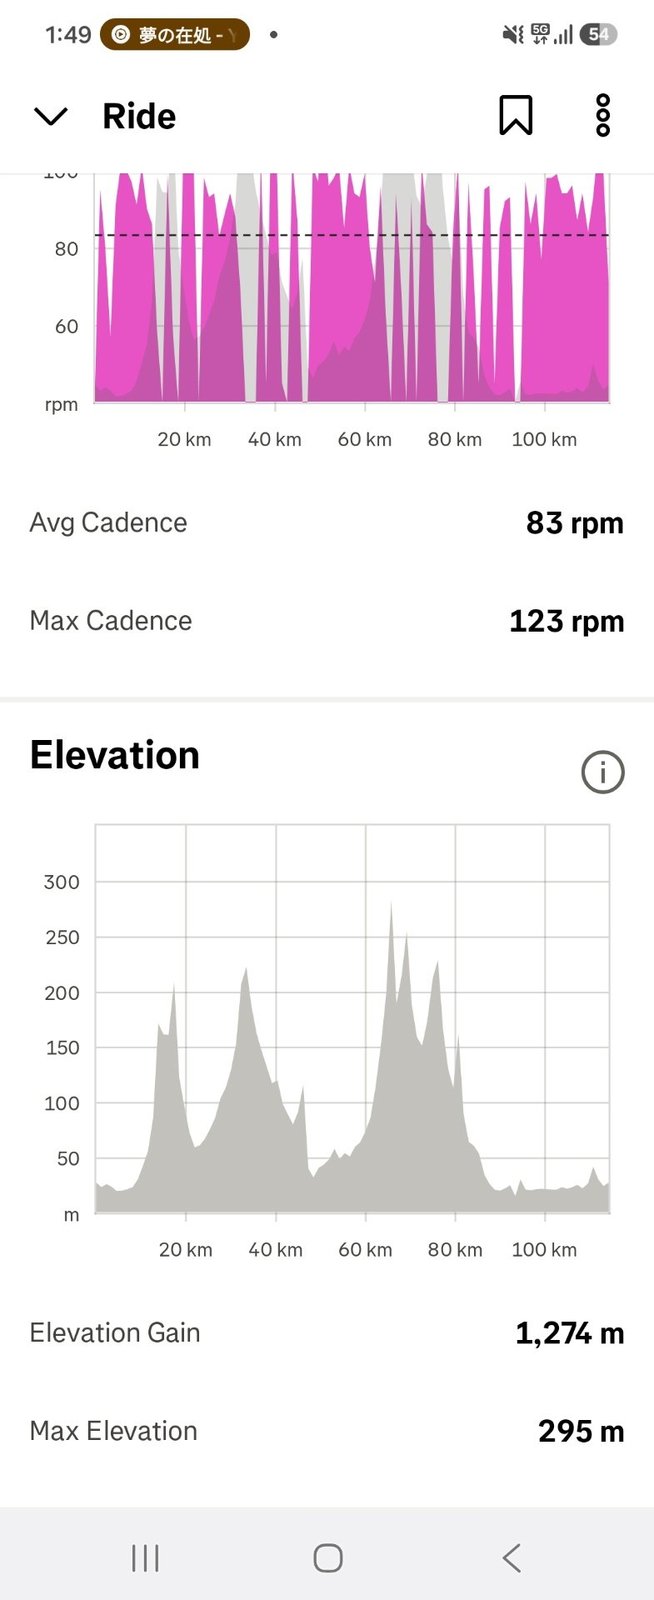 1:49 夢の在処 - Y 5G 54
Ride
100
80
60
rpm
20 km 40 km 60 km 80 km 100 km
Avg Cadence 83 rpm
Max Cadence 123 rpm
Elevation
300
250
200
150
100
50
m
20 km 40 km 60 km 80 km 100 km
Elevation Gain 1,274 m
Max Elevation 295 m